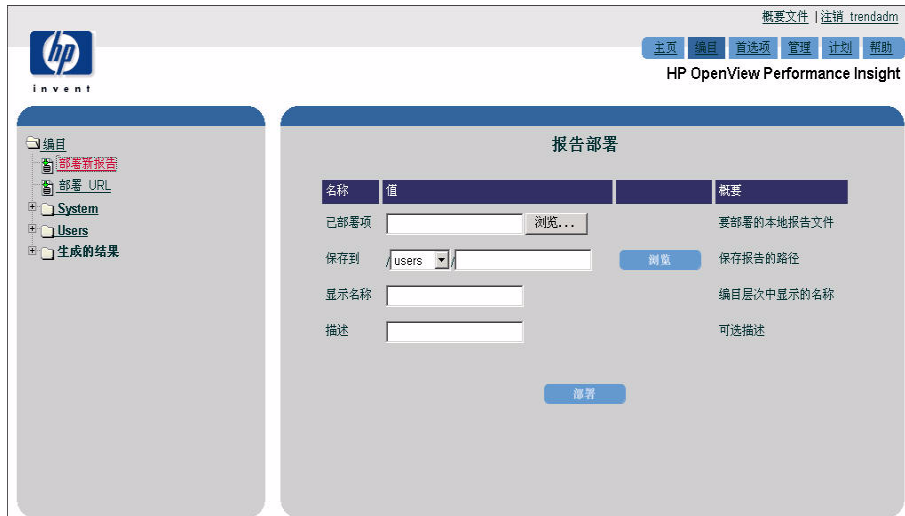 概要文件 | 注销 trendadm
hp
invent
主页 编目 首选项 管理 计划 帮助
HP OpenView Performance Insight
编目
部署新报告
部署 URL
System
Users
生成的结果
报告部署
名称 值 概要
已部署项 浏览... 要部署的本地报告文件
保存到 / users / 浏览 保存报告的路径
显示名称 编目层次中显示的名称
描述 可选描述
部署